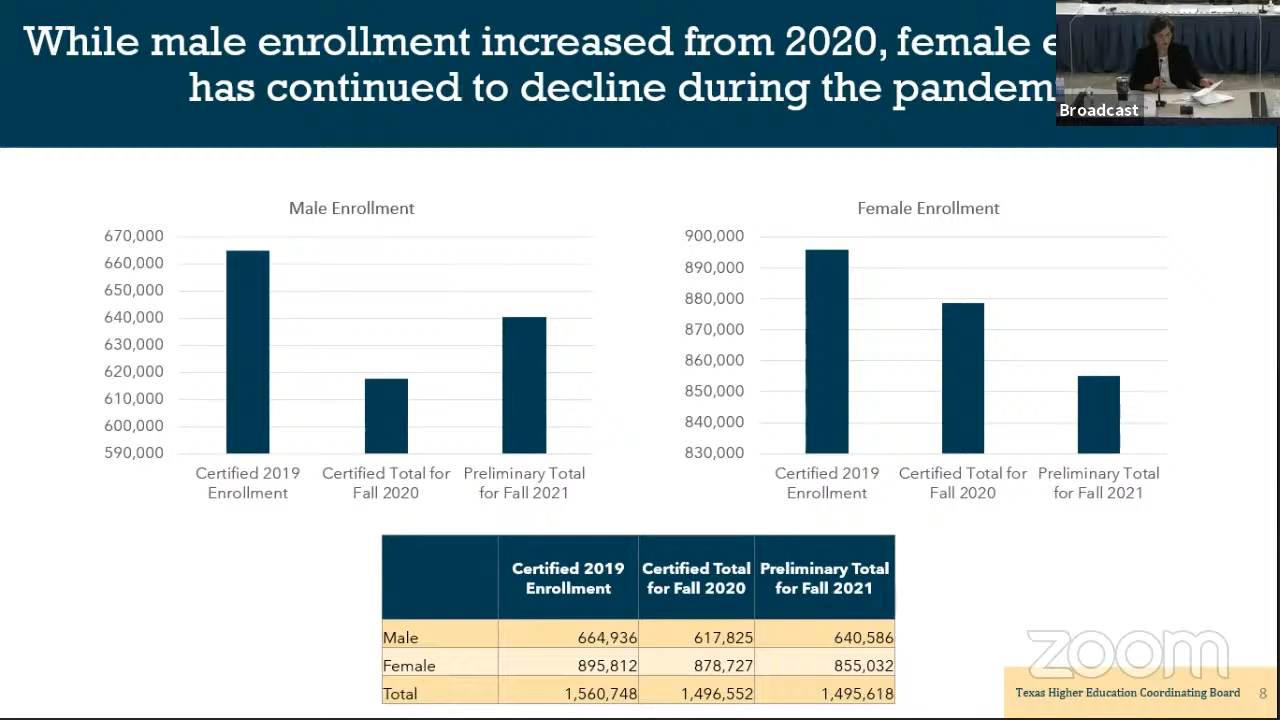 While male enrollment increased from 2020, female
has continued to decline during the
Broadcast
Male Enrollment
670,000
660,000
650,000
640,000
630,000
620,000
610,000
600,000
590,000
Certified 2019
Enrollment
Certified Total for
Fall 2020
Preliminary Total
for Fall 2021
Female Enrollment
900,000
890,000
880,000
870,000
860,000
850,000
840,000
830,000
Certified 2019
Enrollment
Certified Total for
Fall 2020
Preliminary Total
for Fall 2021
Certified 2019 Certified Total Preliminary Total
Enrollment for Fall 2020 for Fall 2021
Male 664,936 617,825 640,586
Female 895,812 878,727 855,032
Total 1,560,748 1,496,552 1,495,618
zoom
Texas Higher Education Coordinating Board 8